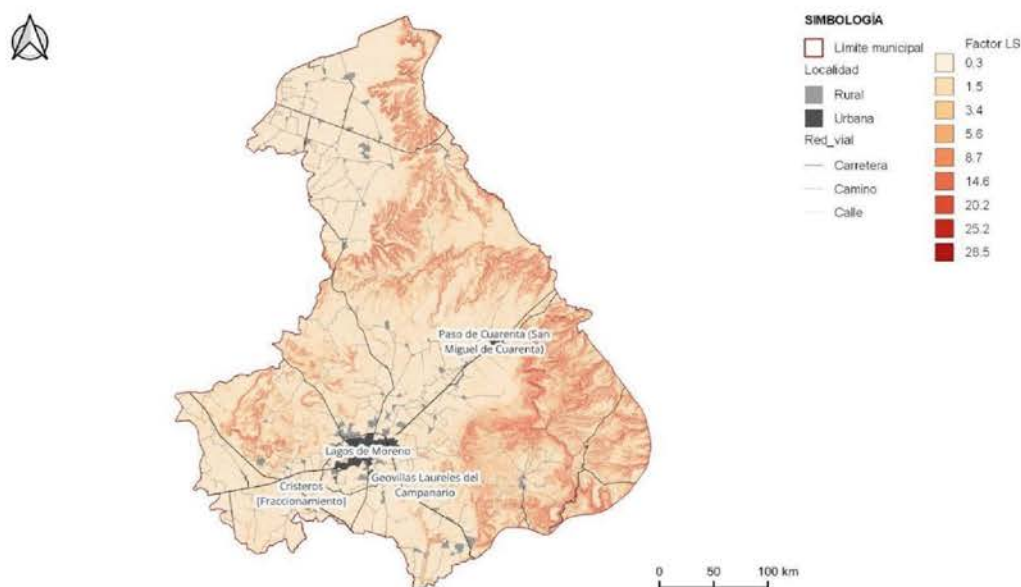 SIMBOLOGÍA
Límite municipal
Localidad
Rural
Urbana
Red_vial
Carretera
Camino
Calle
Factor LS
0.3
1.5
3.4
5.6
8.7
14.6
20.2
25.2
28.5
Paso de Cuarenta (San
Miguel de Cuarenta)
Lagos de Moreno
Geovillas Laureles del
Campanario
Cristeros
[Fraccionamiento]
0 50 100 km